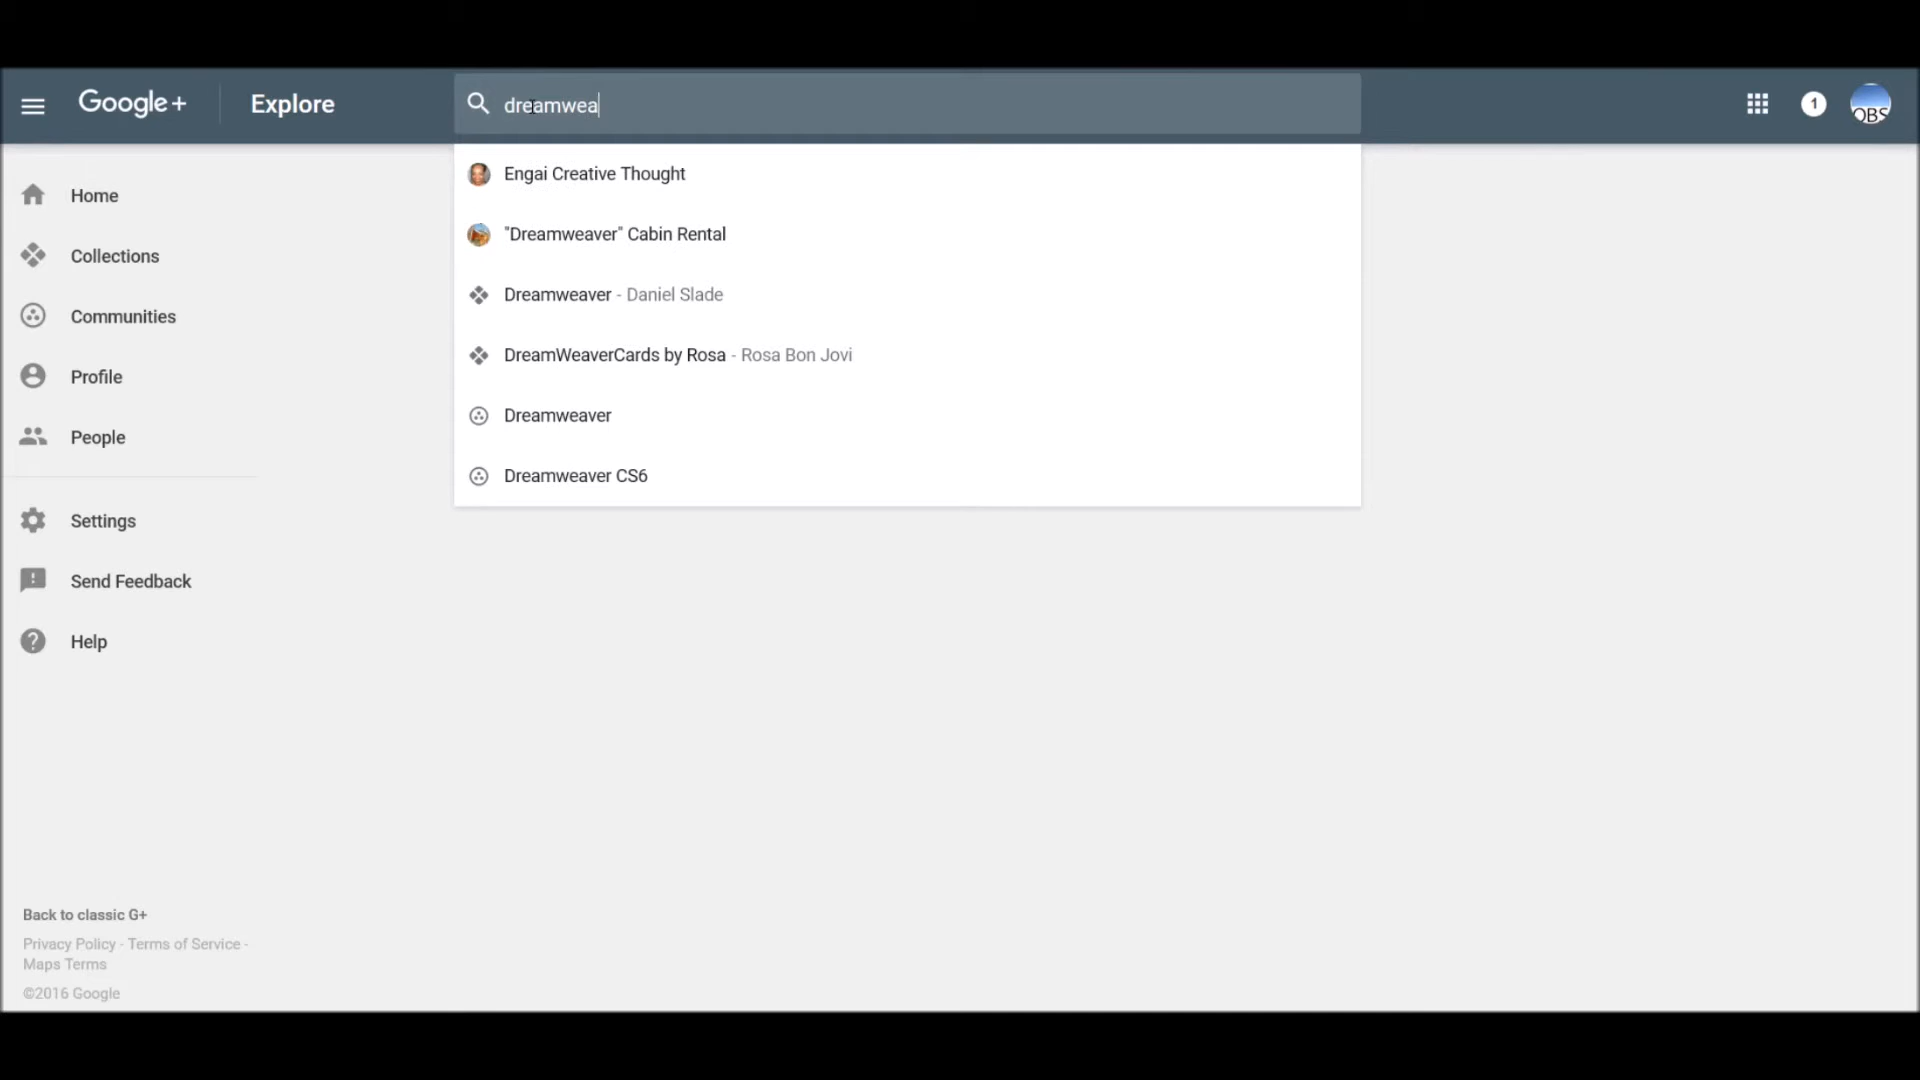 Google+
Explore
dreamwea
1
OBS
Home
Collections
Communities
Profile
People
Settings
Send Feedback
Help
Engai Creative Thought
"Dreamweaver" Cabin Rental
Dreamweaver - Daniel Slade
DreamWeaverCards by Rosa - Rosa Bon Jovi
Dreamweaver
Dreamweaver CS6
Back to classic G+
Privacy Policy - Terms of Service -
Maps Terms
©2016 Google